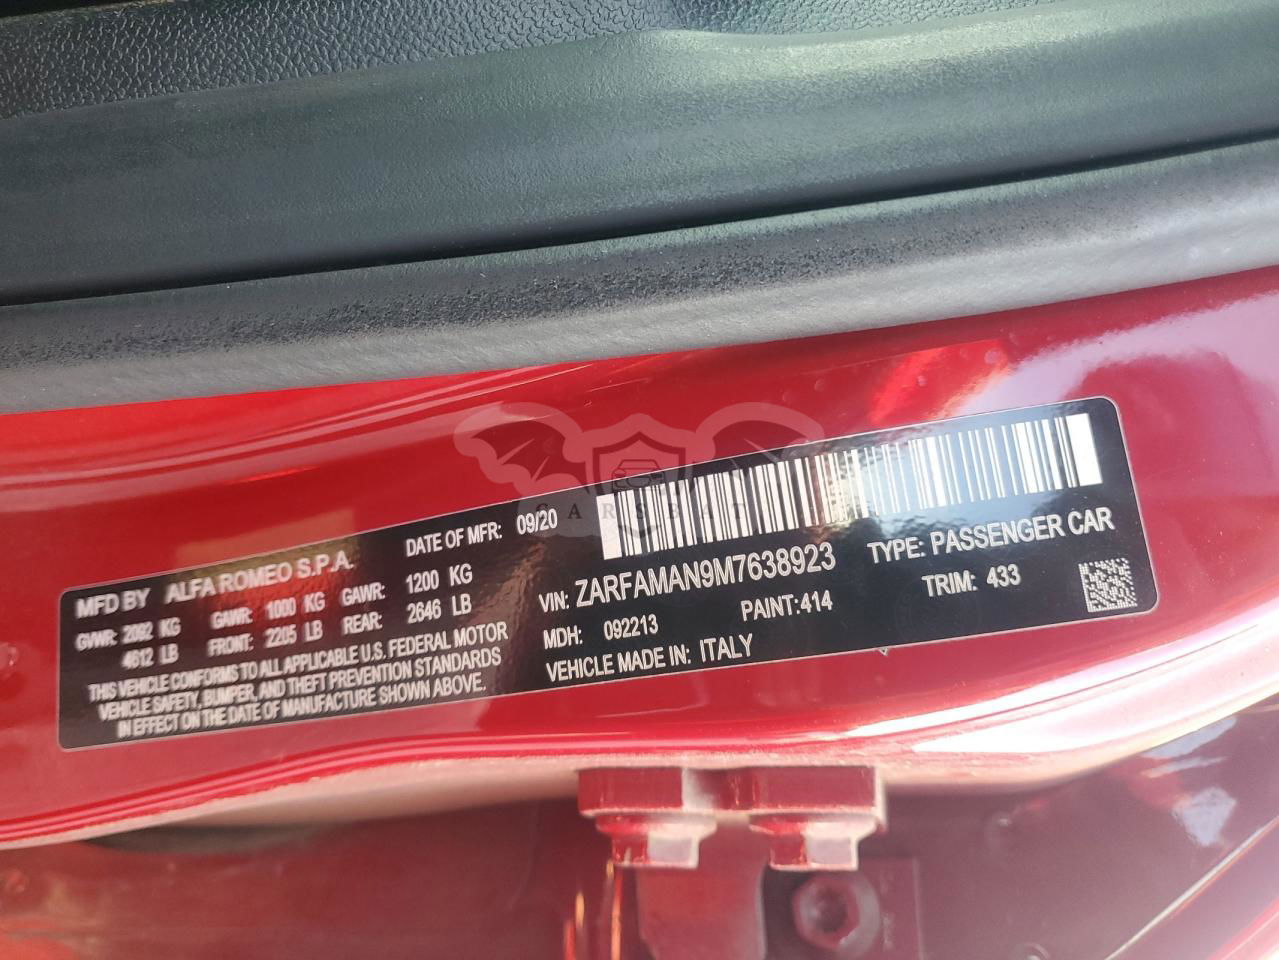 MFD BY ALFA ROMEO S.P.A. DATE OF MFR: 09/20
GVWR: 2092 KG GAWR: 1000 KG GAWR: 1200 KG
4612 LB FRONT: 2205 LB REAR: 2646 LB
THIS VEHICLE CONFORMS TO ALL APPLICABLE U.S. FEDERAL MOTOR
VEHICLE SAFETY, BUMPER, AND THEFT PREVENTION STANDARDS
IN EFFECT ON THE DATE OF MANUFACTURE SHOWN ABOVE.
VIN: ZARFAMAN9M7638923 TYPE: PASSENGER CAR
MDH: 092213 PAINT:414 TRIM: 433
VEHICLE MADE IN: ITALY
CARSBAT